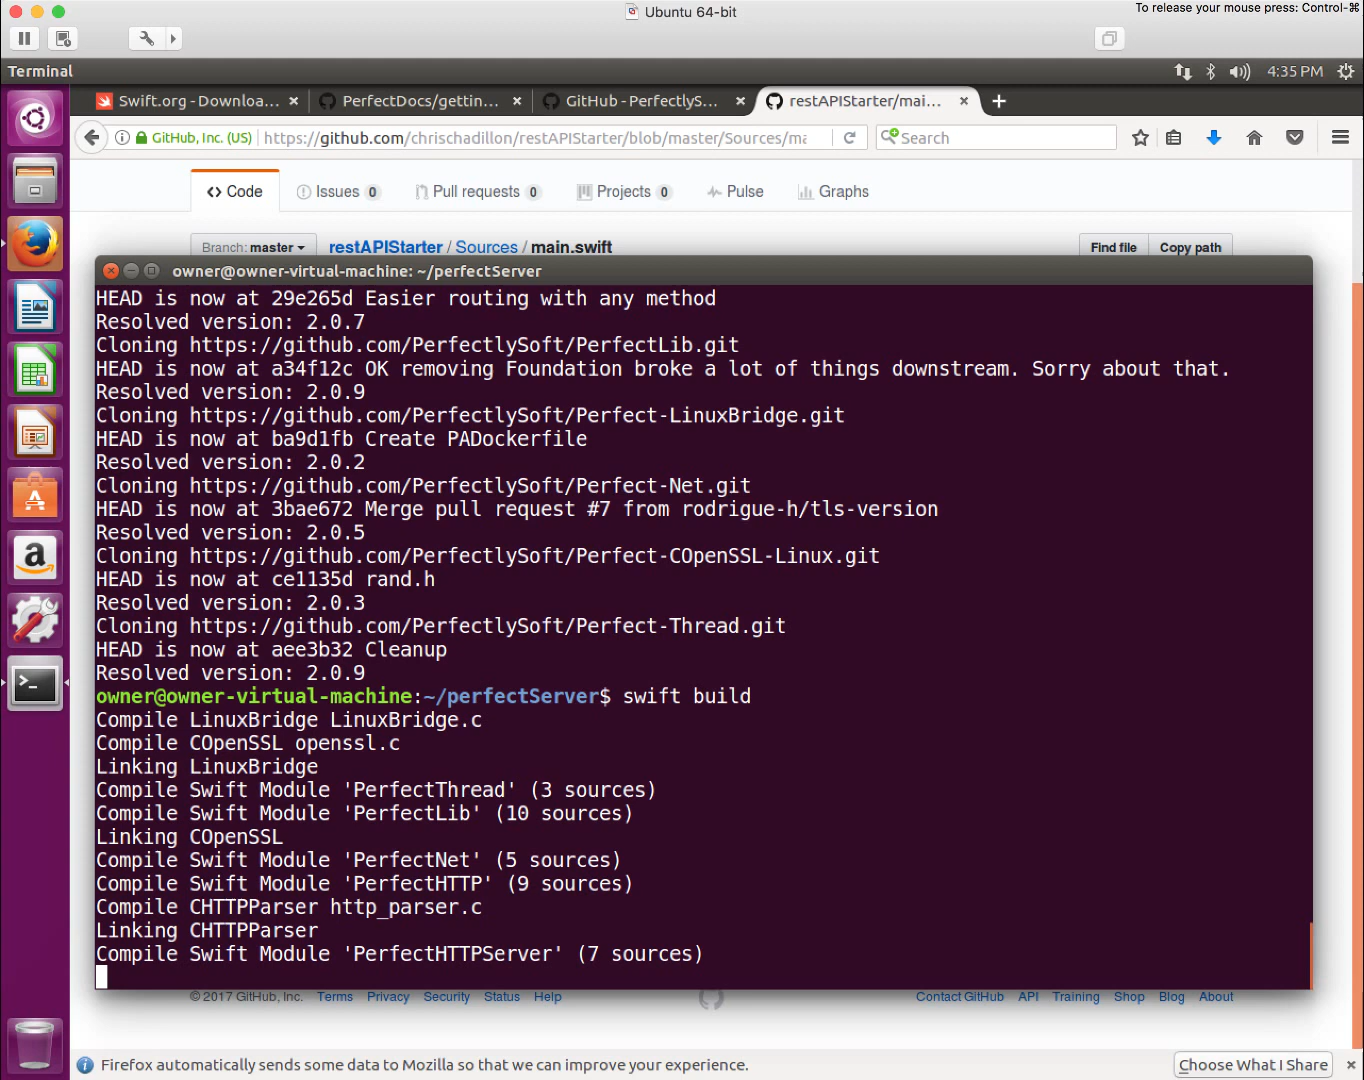 Ubuntu 64-bit
To release your mouse press: Control-⌘
Terminal
4:35 PM
Swift.org - Downloa... ×
PerfectDocs/gettin... ×
GitHub - PerfectlyS... ×
restAPIStarter/mai... ×
GitHub, Inc. (US)
https://github.com/chrischadillon/restAPIStarter/blob/master/Sources/ma
Search
<> Code
Issues 0
Pull requests 0
Projects 0
Pulse
Graphs
Branch: master
restAPIStarter / Sources / main.swift
Find file
Copy path
owner@owner-virtual-machine: ~/perfectServer
HEAD is now at 29e265d Easier routing with any method
Resolved version: 2.0.7
Cloning https://github.com/PerfectlySoft/PerfectLib.git
HEAD is now at a34f12c OK removing Foundation broke a lot of things downstream. Sorry about that.
Resolved version: 2.0.9
Cloning https://github.com/PerfectlySoft/Perfect-LinuxBridge.git
HEAD is now at ba9d1fb Create PADockerfile
Resolved version: 2.0.2
Cloning https://github.com/PerfectlySoft/Perfect-Net.git
HEAD is now at 3bae672 Merge pull request #7 from rodrigue-h/tls-version
Resolved version: 2.0.5
Cloning https://github.com/PerfectlySoft/Perfect-COpenSSL-Linux.git
HEAD is now at ce1135d rand.h
Resolved version: 2.0.3
Cloning https://github.com/PerfectlySoft/Perfect-Thread.git
HEAD is now at aee3b32 Cleanup
Resolved version: 2.0.9
owner@owner-virtual-machine:~/perfectServer$ swift build
Compile LinuxBridge LinuxBridge.c
Compile COpenSSL openssl.c
Linking LinuxBridge
Compile Swift Module 'PerfectThread' (3 sources)
Compile Swift Module 'PerfectLib' (10 sources)
Linking COpenSSL
Compile Swift Module 'PerfectNet' (5 sources)
Compile Swift Module 'PerfectHTTP' (9 sources)
Compile CHTTPParser http_parser.c
Linking CHTTPParser
Compile Swift Module 'PerfectHTTPServer' (7 sources)
© 2017 GitHub, Inc. Terms Privacy Security Status Help
Contact GitHub API Training Shop Blog About
Firefox automatically sends some data to Mozilla so that we can improve your experience.
Choose What I Share ×